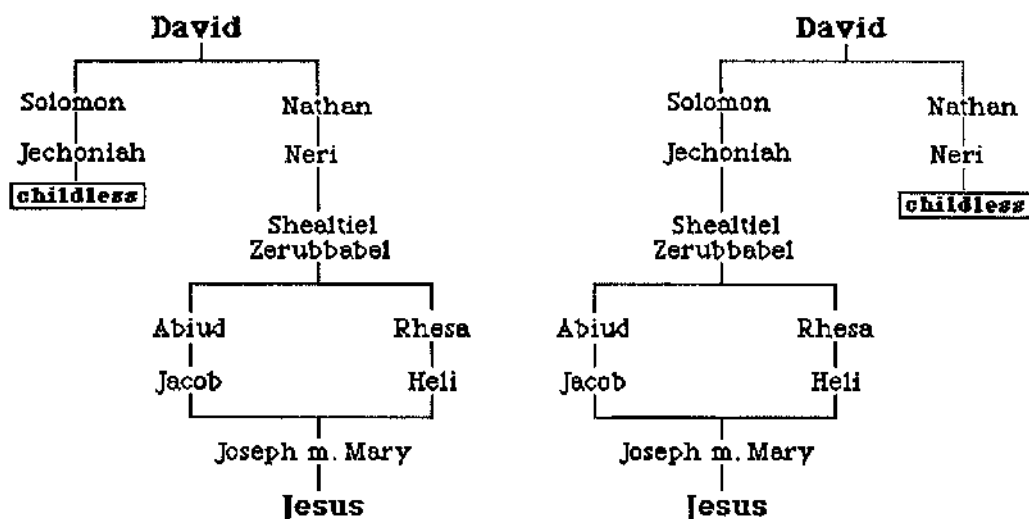 David
Solomon Nathan
Jechoniah Neri
childless
Shealtiel
Zerubbabel
Abiud Rhesa
Jacob Heli
Joseph m. Mary
Jesus
David
Solomon Nathan
Jechoniah Neri
childless
Shealtiel
Zerubbabel
Abiud Rhesa
Jacob Heli
Joseph m. Mary
Jesus